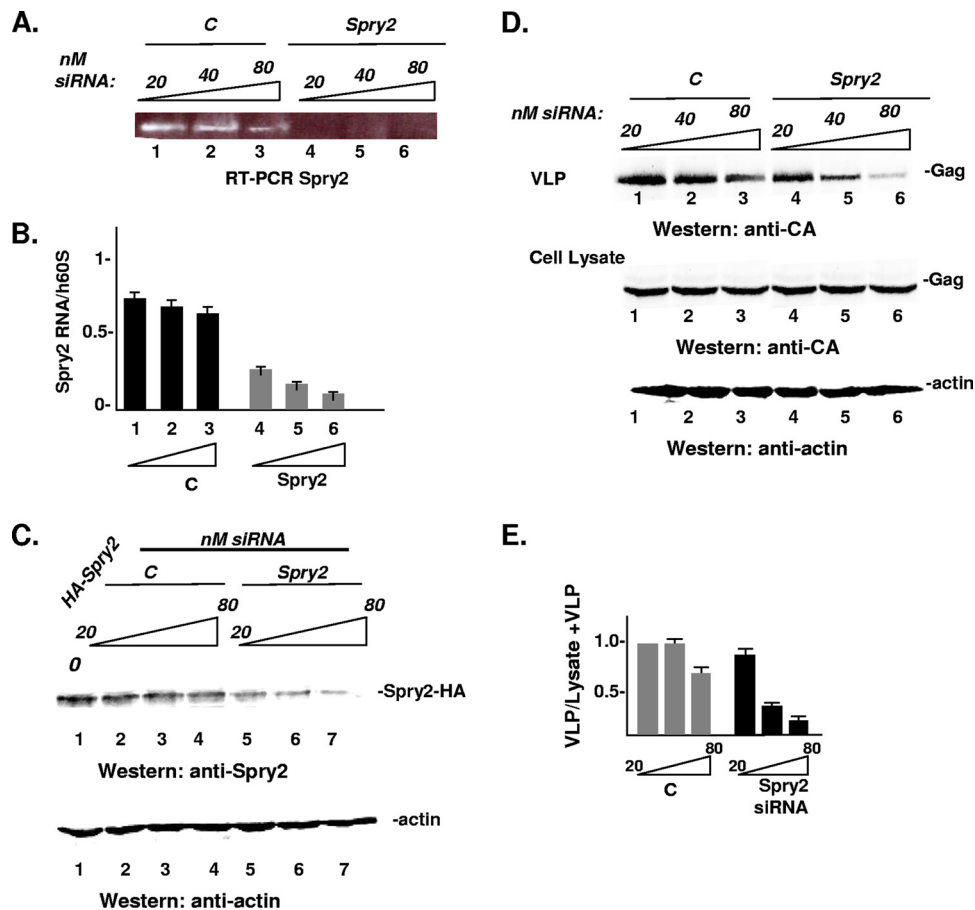 A.
C Spry2
nM siRNA:
20 40 80 20 40 80
1 2 3 4 5 6
RT-PCR Spry2
B.
Spry2 RNA/h60S
1-
0.5-
0-
1 2 3 4 5 6
C Spry2
C.
HA-Spry2
nM siRNA
C Spry2
20 80 20 80
0
-Spry2-HA
1 2 3 4 5 6 7
Western: anti-Spry2
-actin
1 2 3 4 5 6 7
Western: anti-actin
D.
C Spry2
nM siRNA:
20 40 80 20 40 80
VLP
-Gag
1 2 3 4 5 6
Western: anti-CA
Cell Lysate
-Gag
1 2 3 4 5 6
Western: anti-CA
-actin
1 2 3 4 5 6
Western: anti-actin
E.
VLP/Lysate +VLP
1.0-
0.5-
20 80 20 80
C Spry2
siRNA